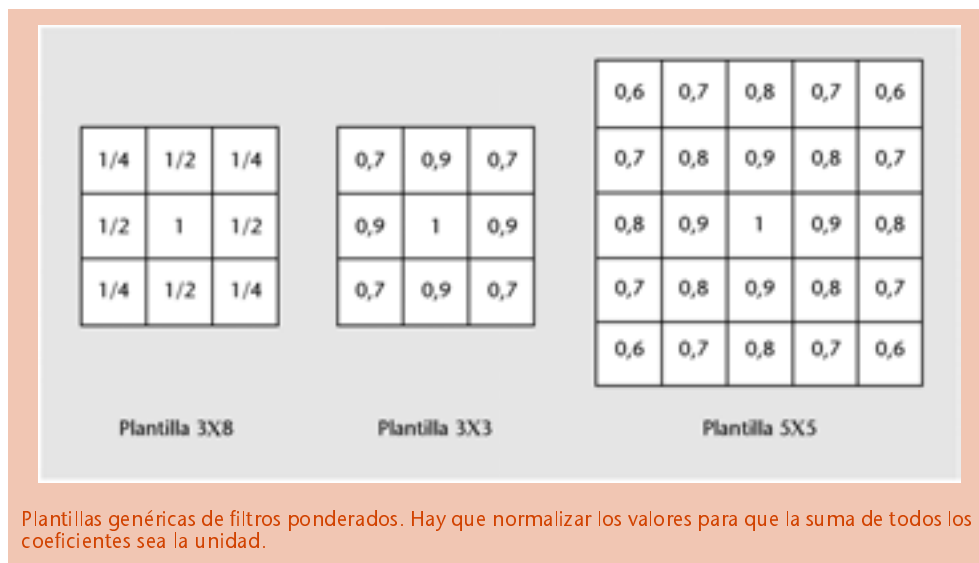 1/4 1/2 1/4
1/2 1 1/2
1/4 1/2 1/4
Plantilla 3X8
0,7 0,9 0,7
0,9 1 0,9
0,7 0,9 0,7
Plantilla 3X3
0,6 0,7 0,8 0,7 0,6
0,7 0,8 0,9 0,8 0,7
0,8 0,9 1 0,9 0,8
0,7 0,8 0,9 0,8 0,7
0,6 0,7 0,8 0,7 0,6
Plantilla 5X5
Plantillas genéricas de filtros ponderados. Hay que normalizar los valores para que la suma de todos los
coeficientes sea la unidad.